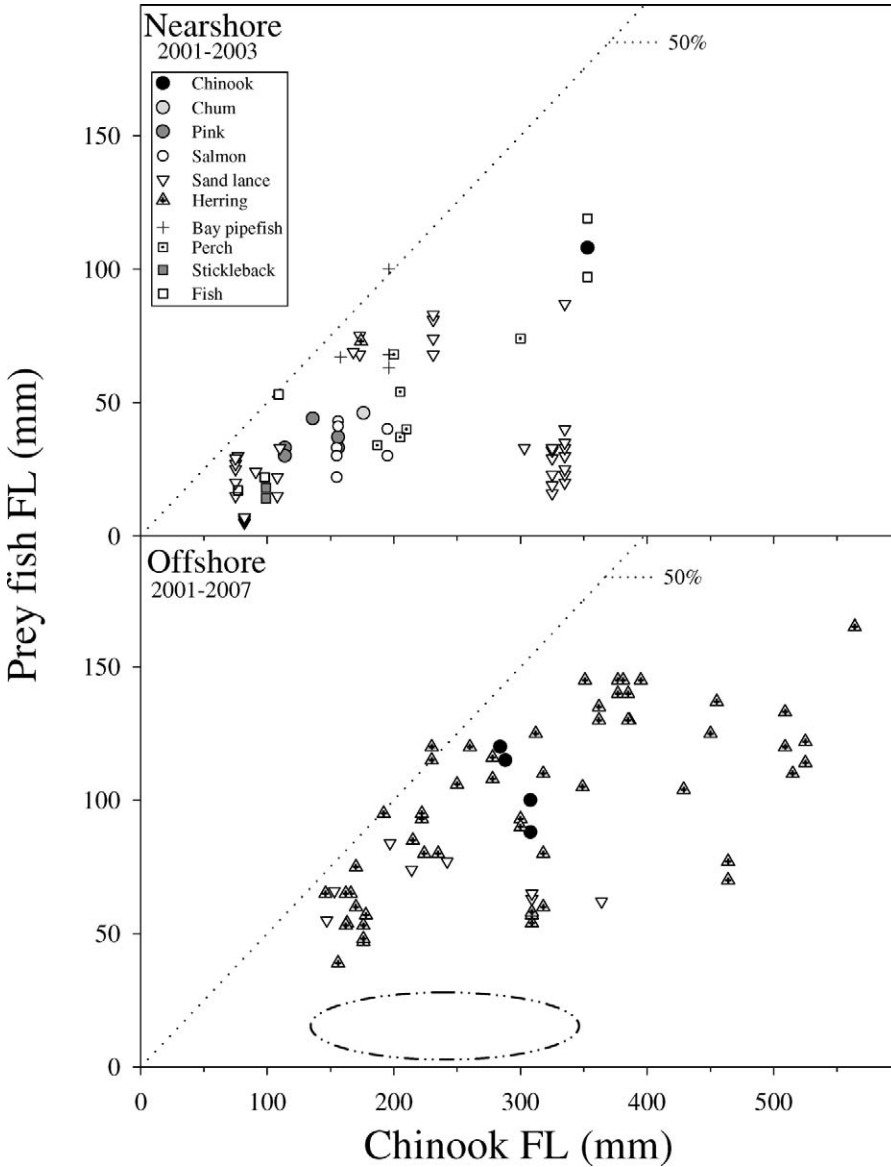 Nearshore
2001-2003
50%
Chinook
Chum
Pink
Salmon
Sand lance
Herring
Bay pipefish
Perch
Stickleback
Fish
150
100
50
0
Offshore
2001-2007
50%
150
100
50
0
0 100 200 300 400 500
Prey fish FL (mm)
Chinook FL (mm)